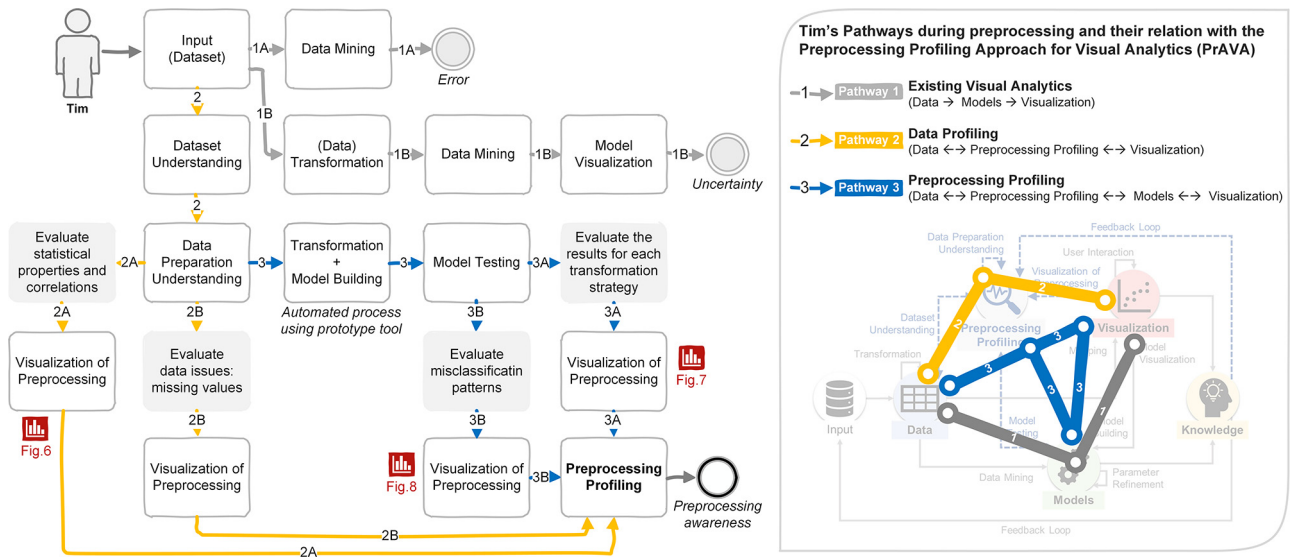 Tim
Input
(Dataset)
1A
Data Mining
1A
Error
2
1B
Dataset
Understanding
(Data)
Transformation
1B
Data Mining
1B
Model
Visualization
1B
Uncertainty
2
Evaluate
statistical
properties and
correlations
2A
Data
Preparation
Understanding
3
Transformation
+
Model Building
3
Model Testing
3A
Evaluate the
results for each
transformation
strategy
Automated process
using prototype tool
2A
2B
3B
3A
Visualization of
Preprocessing
Evaluate
data issues:
missing values
Evaluate
misclassificatin
patterns
Visualization of
Preprocessing
Fig.7
Fig.6
2B
3B
3A
Visualization of
Preprocessing
Fig.8
Visualization of
Preprocessing
3B
Preprocessing
Profiling
Preprocessing
awareness
2B
2A
Tim's Pathways during preprocessing and their relation with the
Preprocessing Profiling Approach for Visual Analytics (PrAVA)
1
Pathway 1
Existing Visual Analytics
(Data → Models → Visualization)
2
Pathway 2
Data Profiling
(Data ←→ Preprocessing Profiling ←→ Visualization)
3
Pathway 3
Preprocessing Profiling
(Data ←→ Preprocessing Profiling ←→ Models ←→ Visualization)
Feedback Loop
Data Preparation
Understanding
User Interaction
Visualization of
2
2
Dataset
Understanding
Preprocessing
Visualization
Model
Visualization
Transformation
3
3
3
3
1
1
Input
Data
Model
Knowledge
Data Mining
Models
Parameter
Refinement
Feedback Loop